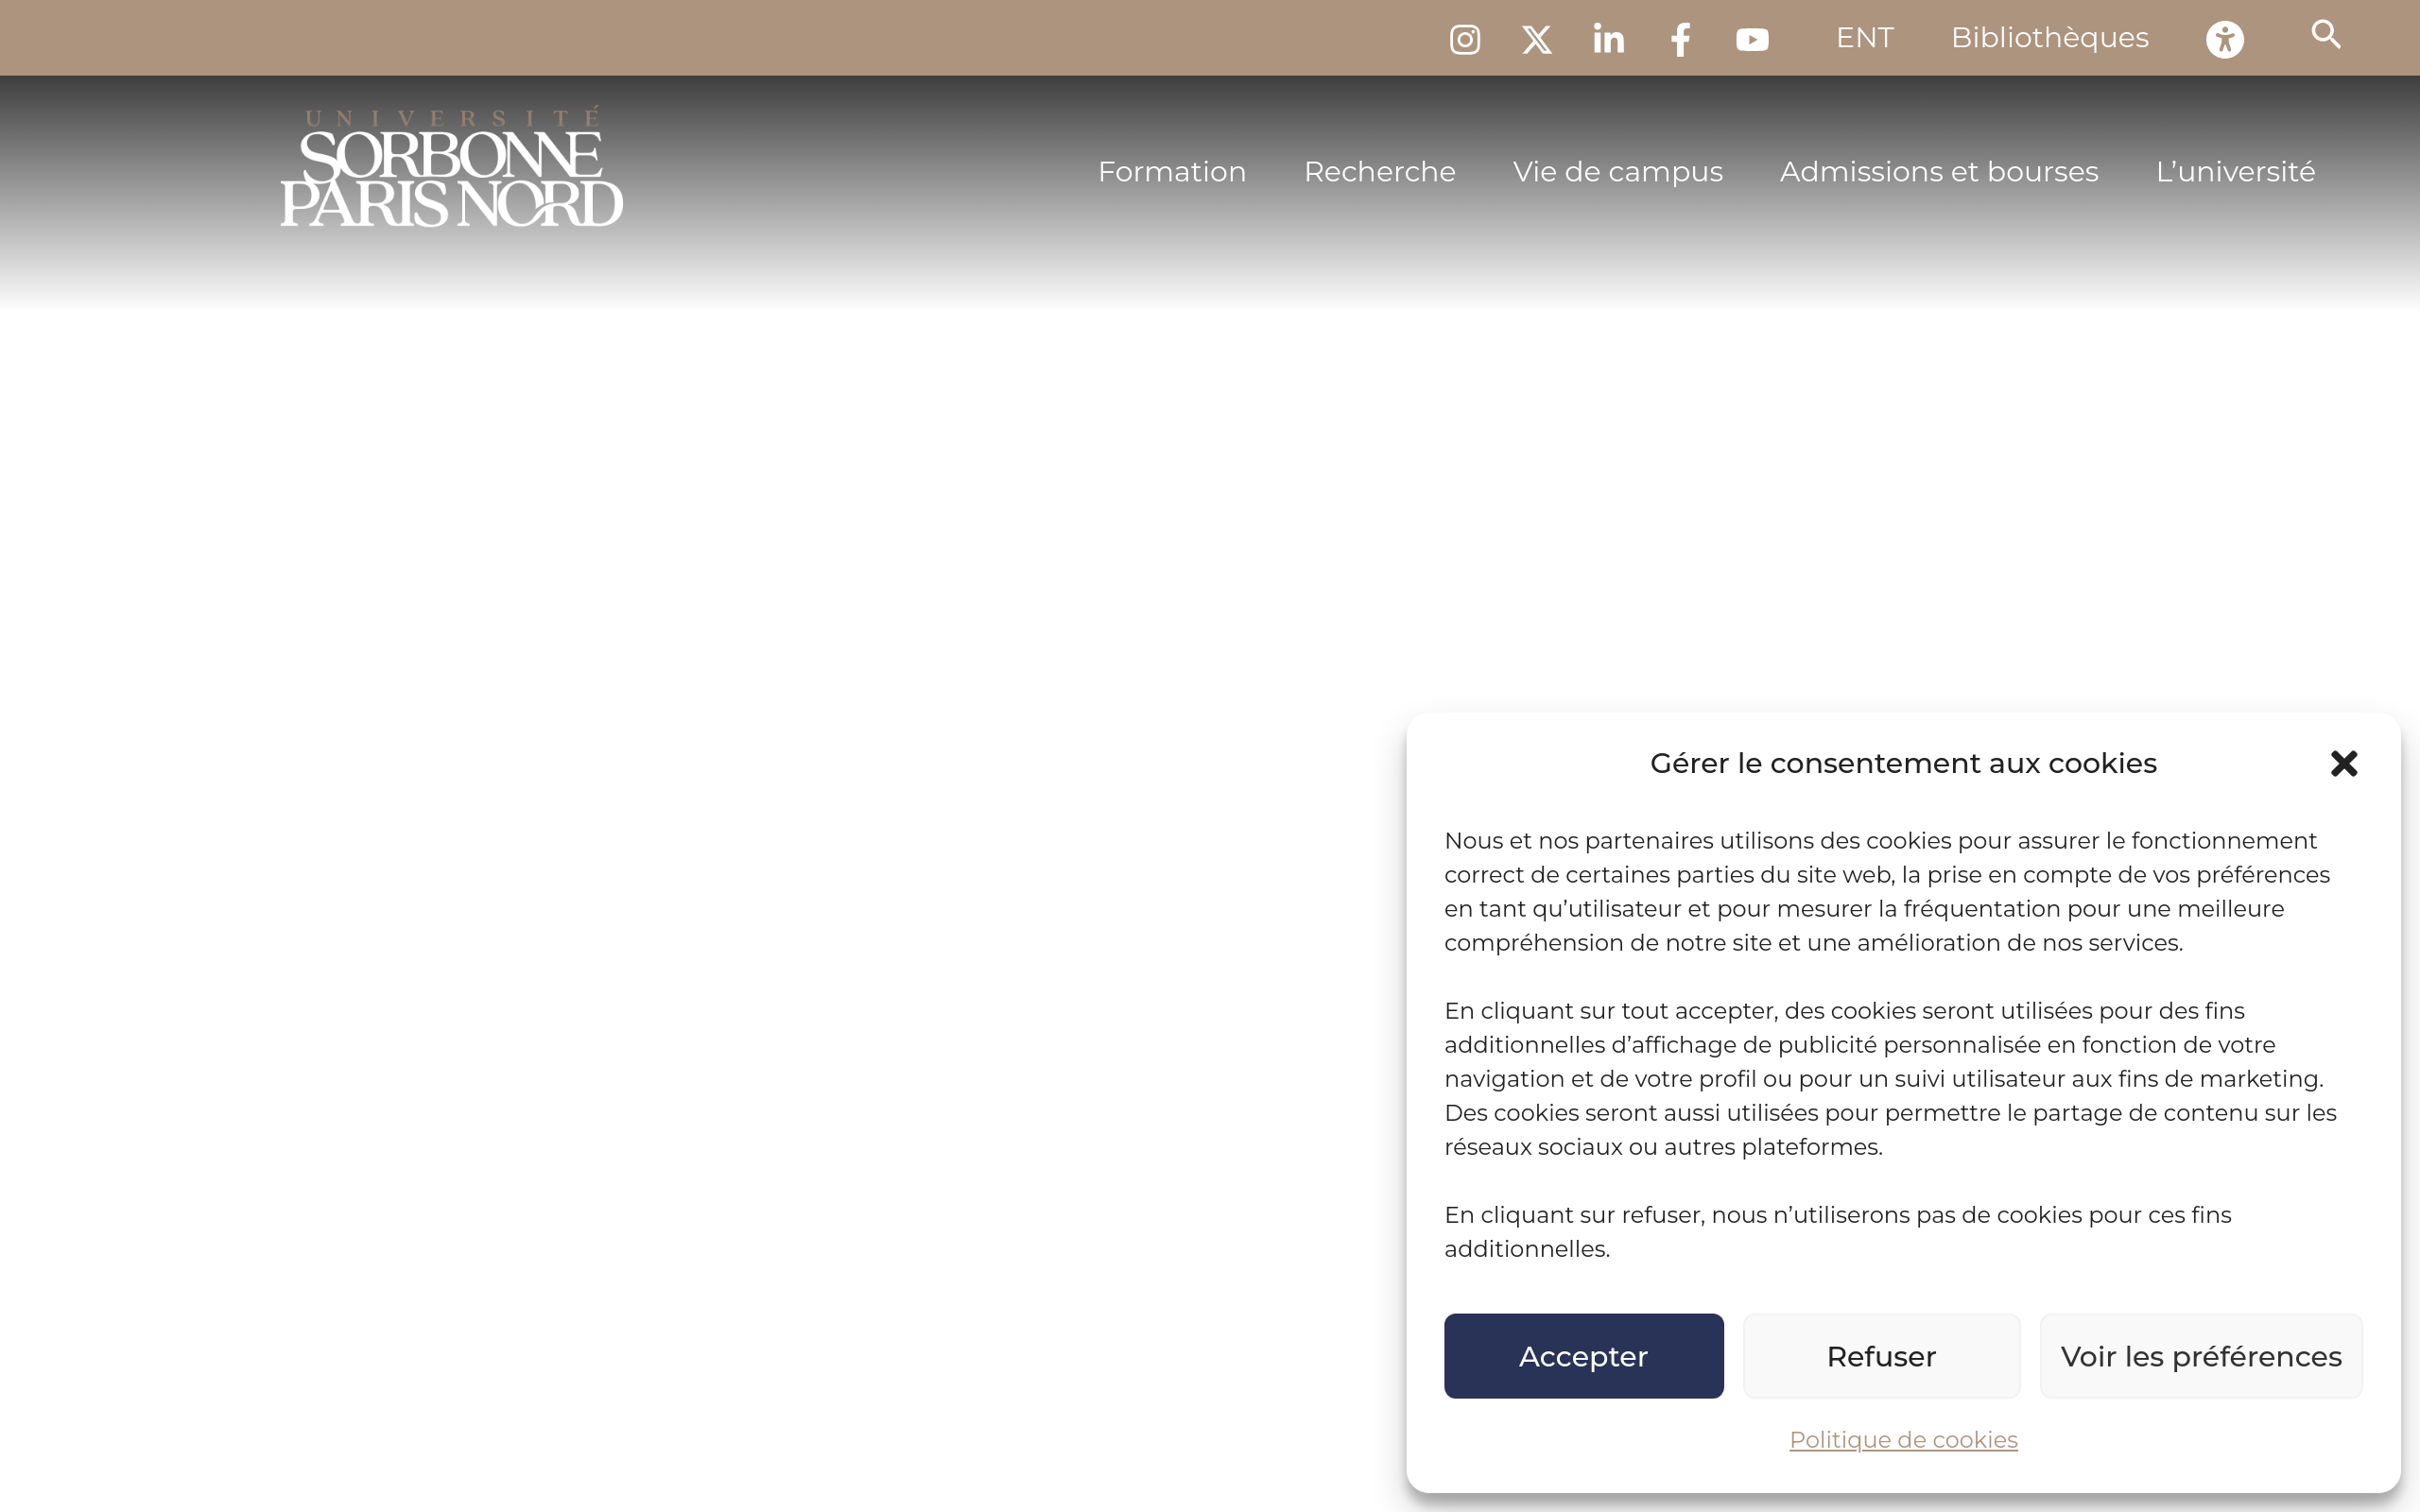 ENT Bibliothèques
UNIVERSITÉ
SORBONNE
PARIS NORD
Formation Recherche Vie de campus Admissions et bourses L’université
Gérer le consentement aux cookies
Nous et nos partenaires utilisons des cookies pour assurer le fonctionnement
correct de certaines parties du site web, la prise en compte de vos préférences
en tant qu’utilisateur et pour mesurer la fréquentation pour une meilleure
compréhension de notre site et une amélioration de nos services.
En cliquant sur tout accepter, des cookies seront utilisées pour des fins
additionnelles d’affichage de publicité personnalisée en fonction de votre
navigation et de votre profil ou pour un suivi utilisateur aux fins de marketing.
Des cookies seront aussi utilisées pour permettre le partage de contenu sur les
réseaux sociaux ou autres plateformes.
En cliquant sur refuser, nous n’utiliserons pas de cookies pour ces fins
additionnelles.
Accepter Refuser Voir les préférences
Politique de cookies